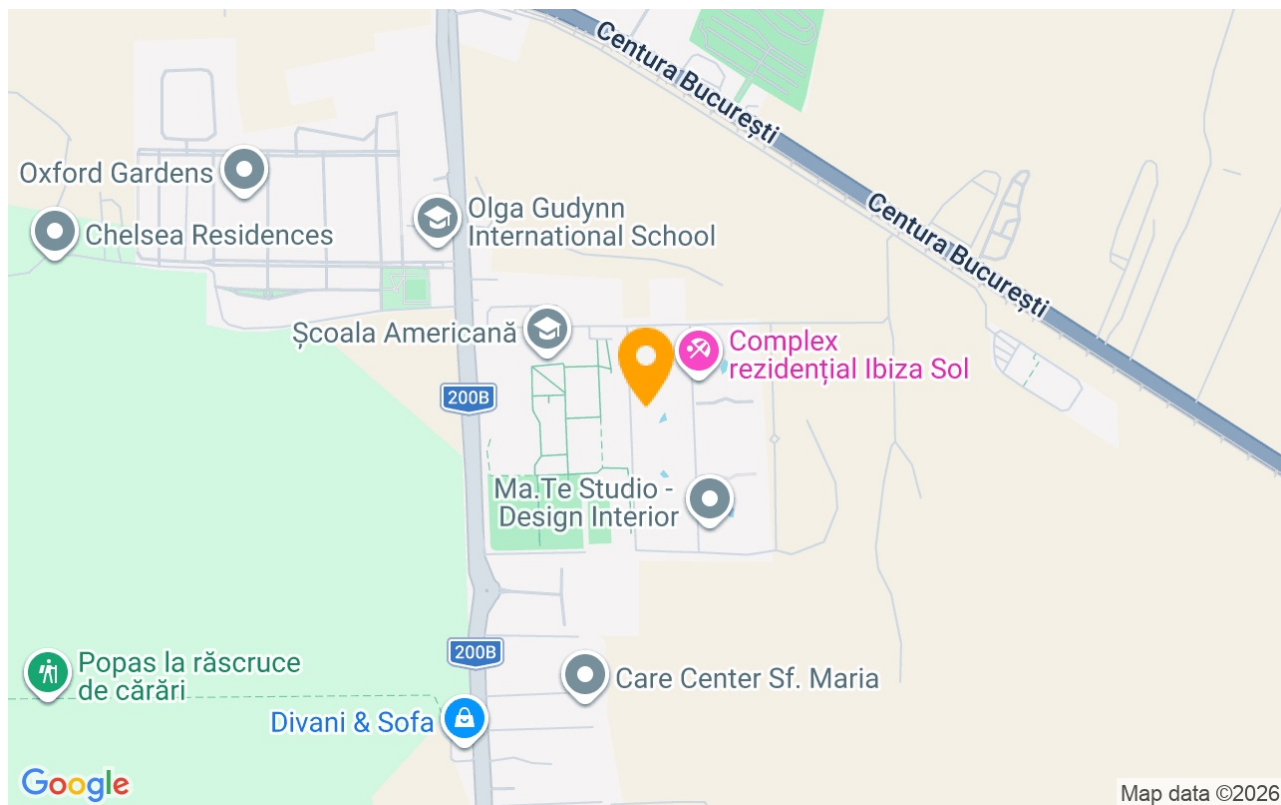 Centura București
Centura București
Oxford Gardens
Chelsea Residences
Olga Gudynn
International School
Școala Americană
Complex
rezidențial Ibiza Sol
200B
Ma.Te Studio -
Design Interior
200B
Popas la răscruce
de cărări
Care Center Sf. Maria
Divani & Sofa
Google
Map data ©2026